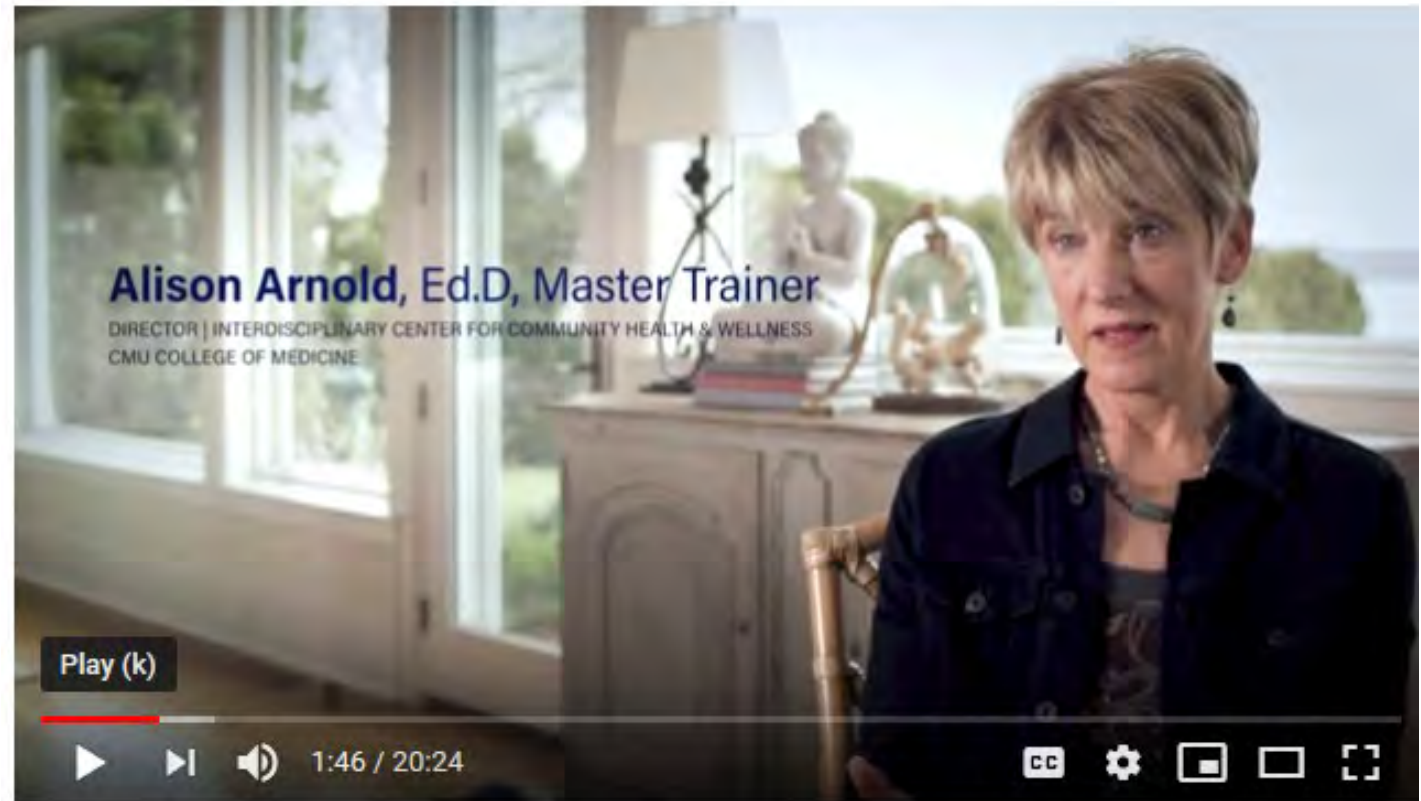 Alison Arnold, Ed.D, Master Trainer
DIRECTOR | INTERDISCIPLINARY CENTER FOR COMMUNITY HEALTH & WELLNESS
CMU COLLEGE OF MEDICINE
Play (k)
1:46 / 20:24
CC